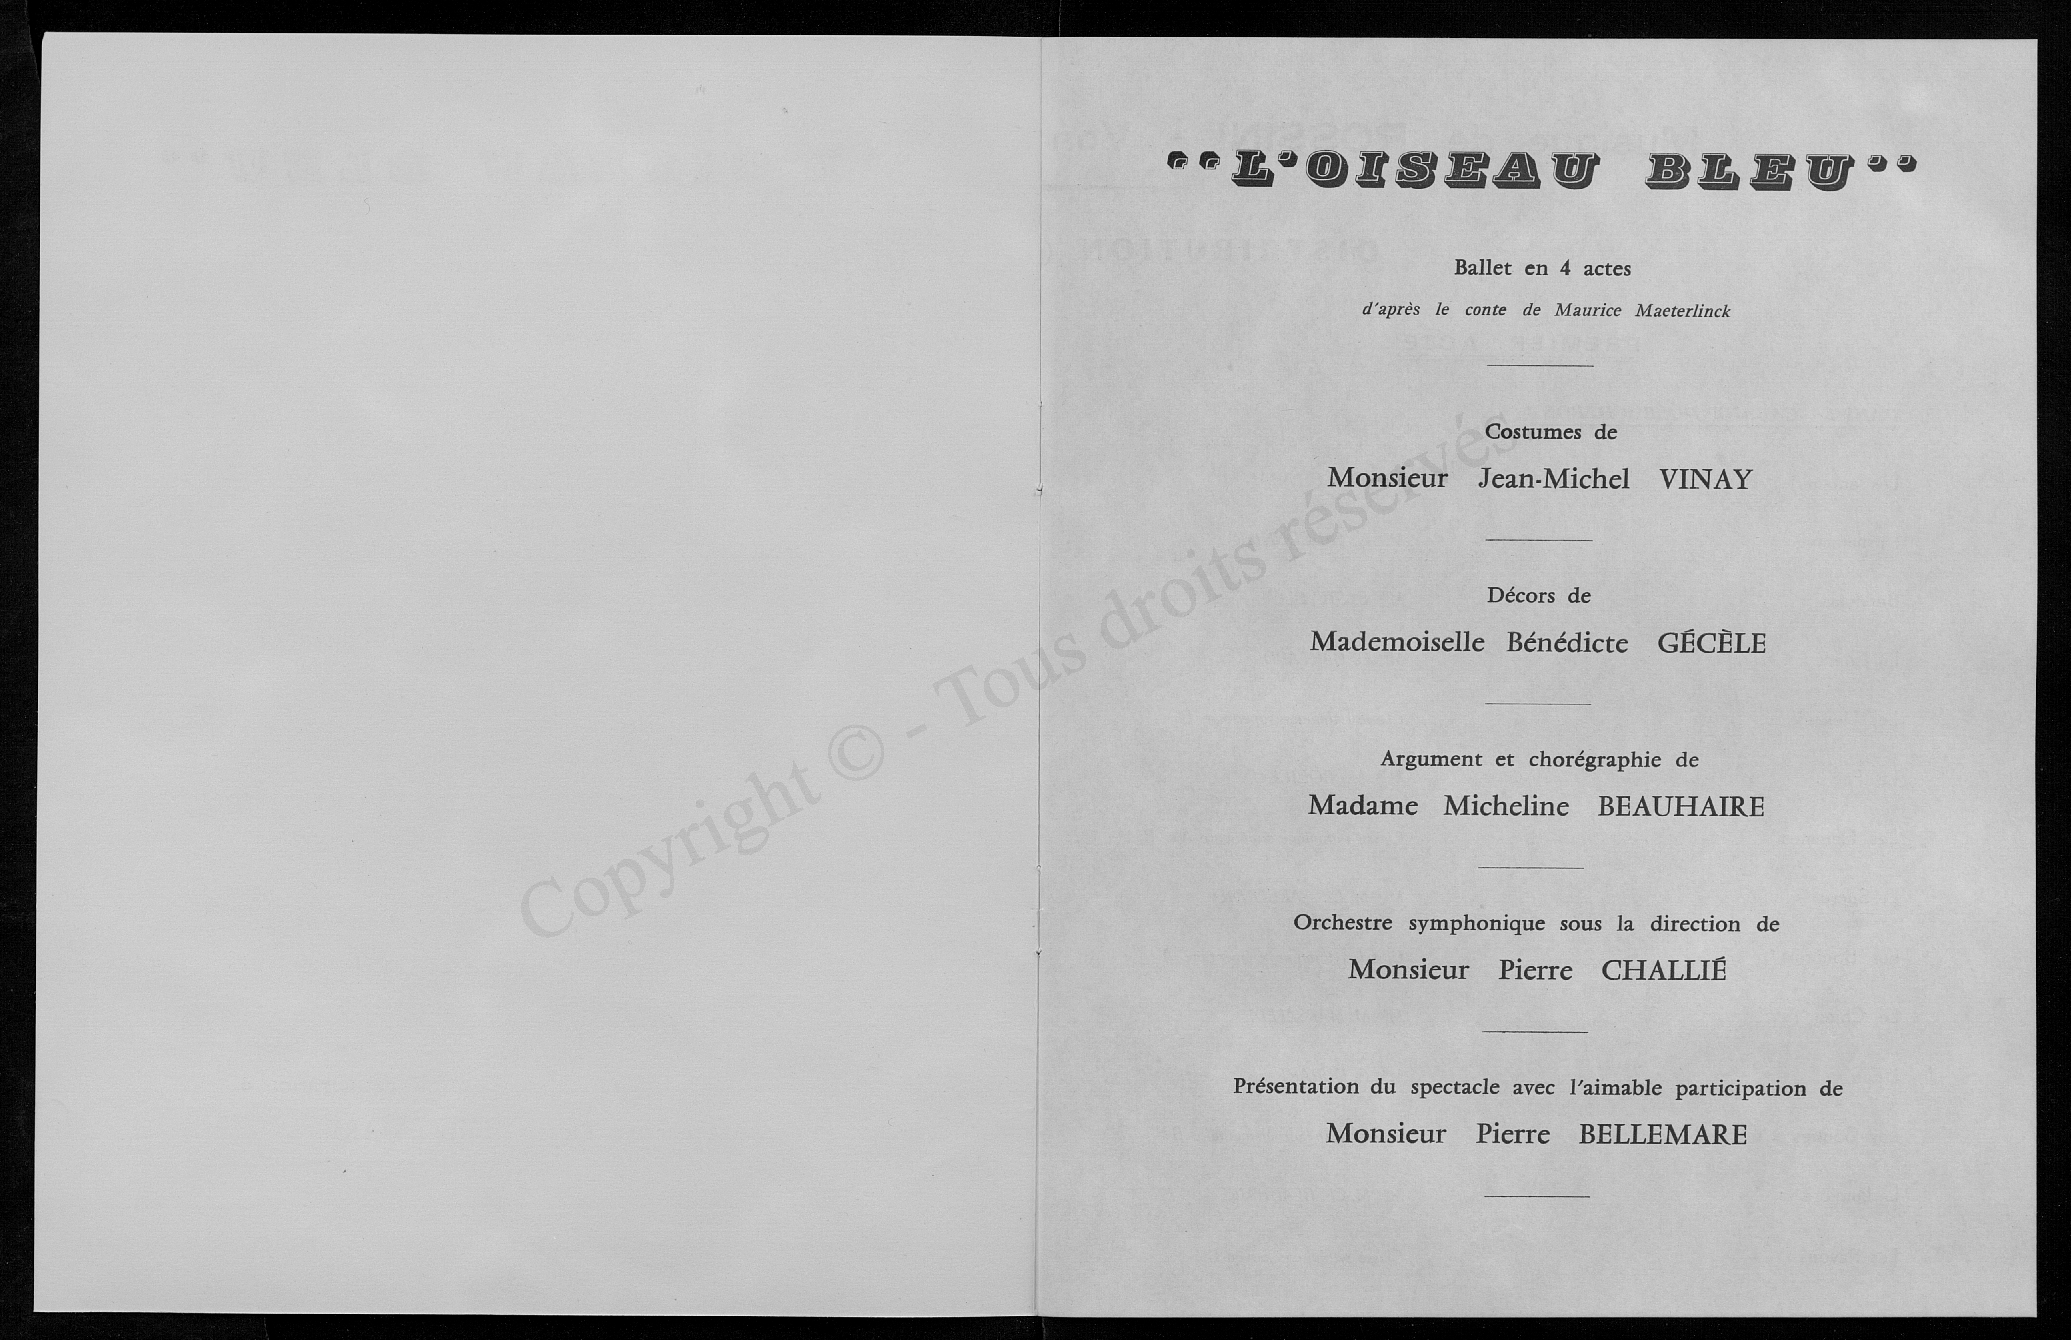 ""L'OISEAU BLEU""
Ballet en 4 actes
d'après le conte de Maurice Maeterlinck
Costumes de
Monsieur Jean-Michel VINAY
Décors de
Mademoiselle Bénédicte GÉCÈLE
Argument et chorégraphie de
Madame Micheline BEAUHAIRE
Orchestre symphonique sous la direction de
Monsieur Pierre CHALLIÉ
Présentation du spectacle avec l'aimable participation de
Monsieur Pierre BELLEMARE
Copyright © - Tous droits réservés